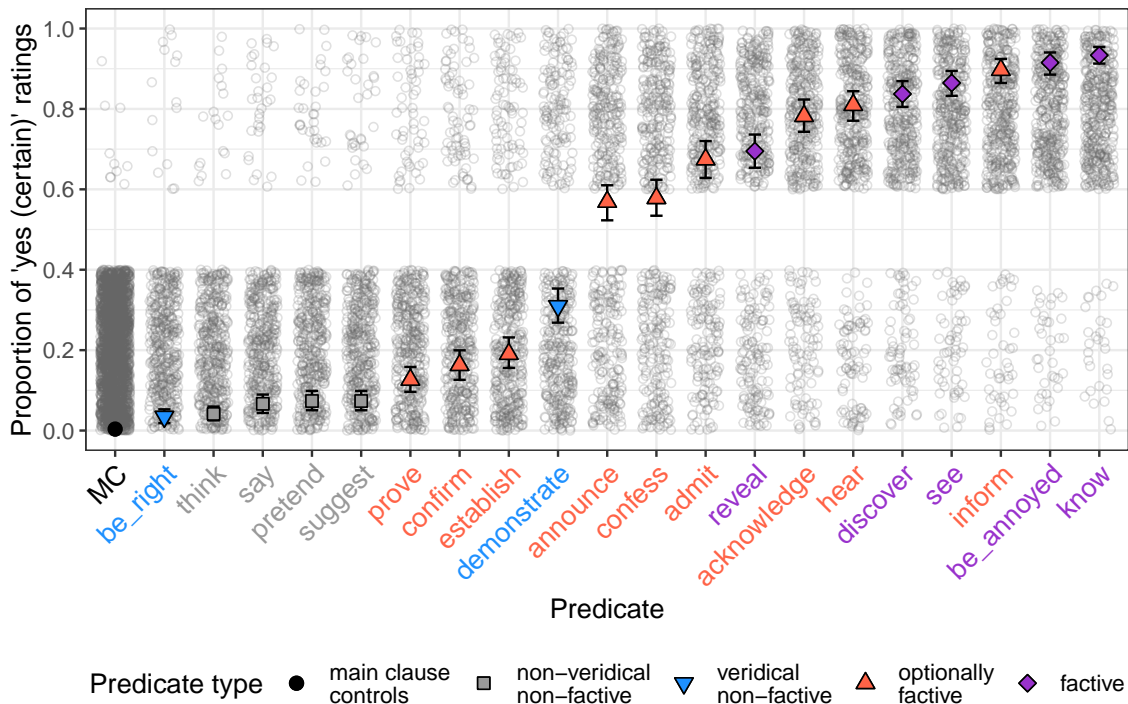 Proportion of 'yes (certain)' ratings
1.0
0.8
0.6
0.4
0.2
0.0
MC
be_right
think
say
pretend
suggest
prove
confirm
establish
demonstrate
announce
confess
admit
reveal
acknowledge
hear
discover
see
inform
be_annoyed
know
Predicate
Predicate type
main clause
controls
non−veridical
non−factive
veridical
non−factive
optionally
factive
factive